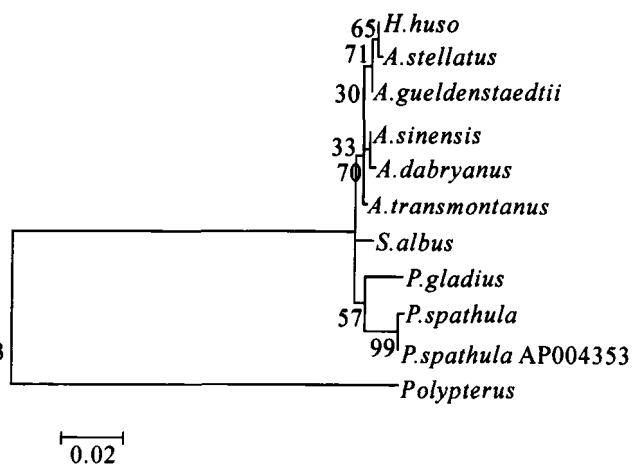 65 H.huso
71 A.stellatus
30 A.gueldenstaedtii
33 A.sinensis
70 A.dabryanus
A.transmontanus
S.albus
P.gladius
57 P.spathula
99 P.spathula AP004353
Polypterus
0.02